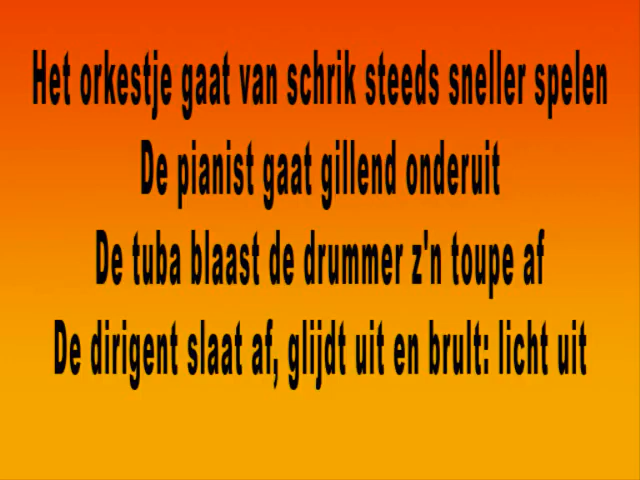 Het orkestje gaat van schrik steeds sneller spelen
De pianist gaat gillend onderuit
De tuba blaast de drummer z'n toupe af
De dirigent slaat af, glijdt uit en brult: licht uit